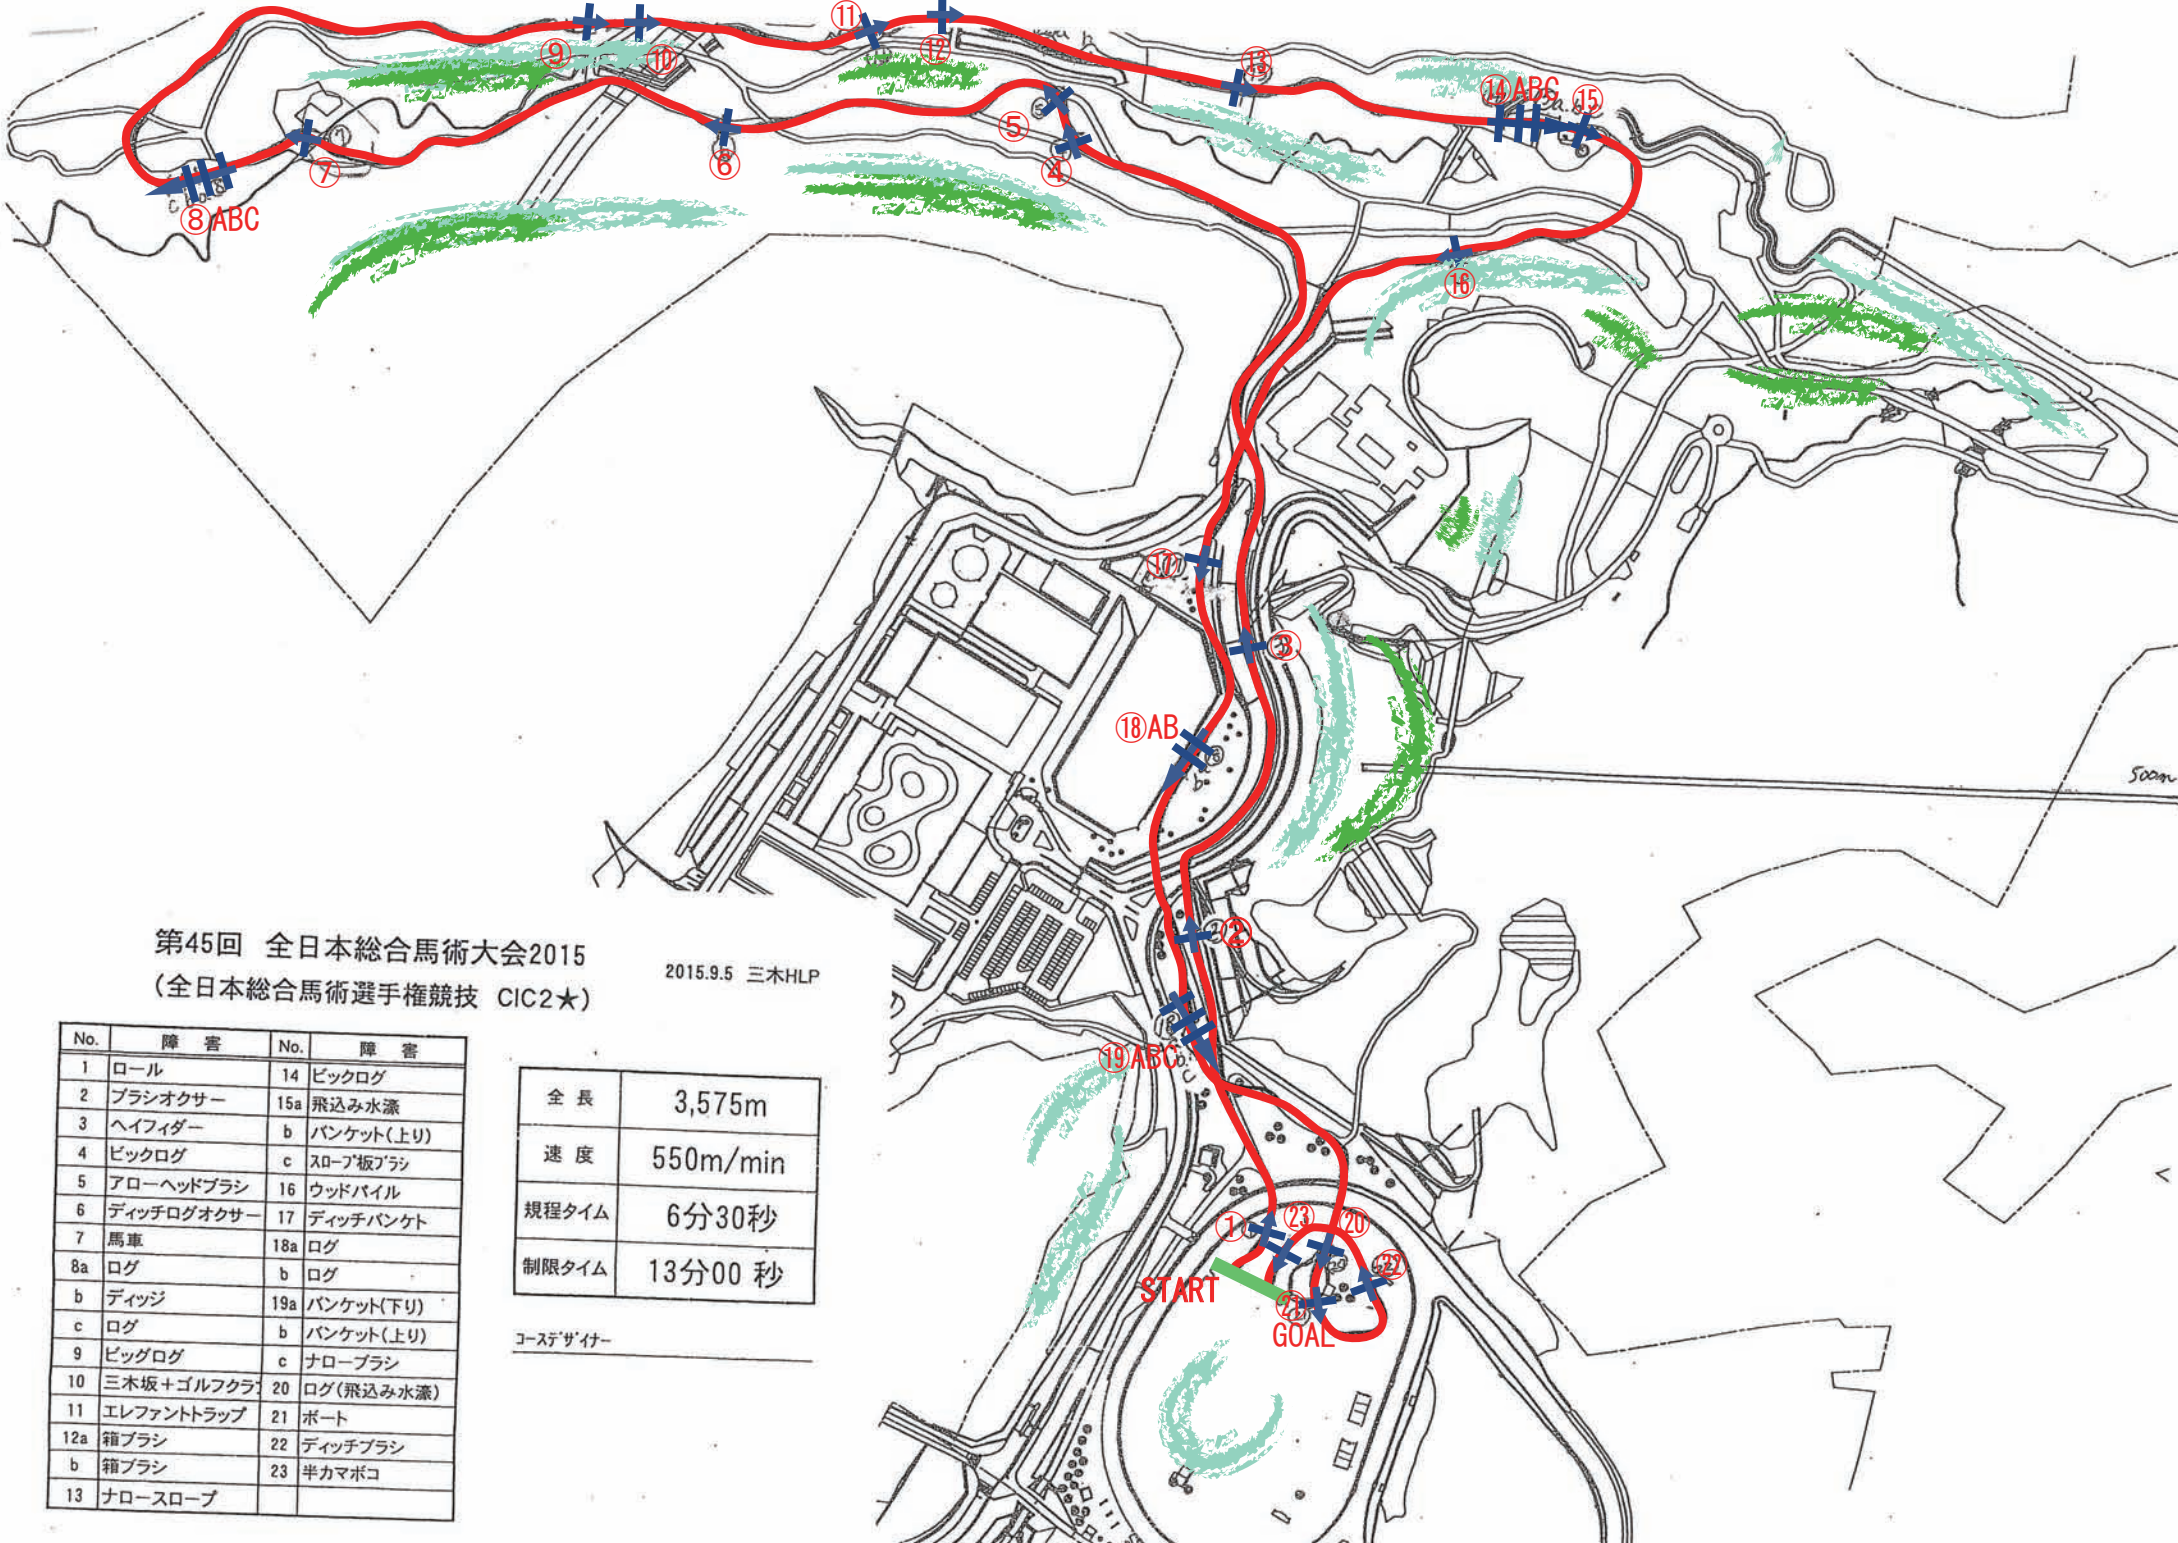 ⑪
⑫
⑨
⑩
⑬
⑭ABC
⑮
⑤
④
⑥
⑦
⑧ABC
⑯
⑰
③
⑱AB
500m
②
⑲ABC
①
㉓
⑳
㉒
START
㉑
GOAL
第45回 全日本総合馬術大会2015
(全日本総合馬術選手権競技 CIC2★)
2015.9.5 三木HLP
No. 障害 No. 障害
1 ロール 14 ビックログ
2 ブラシオクサー 15a 飛込み水濠
3 ヘイフィダー b バンケット(上り)
4 ビックログ c スロープ板ブラシ
5 アローヘッドブラシ 16 ウッドパイル
6 ディッチログオクサー 17 ディッチバンケト
7 馬車 18a ログ
8a ログ b ログ
b ディッジ 19a バンケット(下り)
c ログ b バンケット(上り)
9 ビッグログ c ナローブラシ
10 三木坂+ゴルフクラブ 20 ログ(飛込み水濠)
11 エレファントトラップ 21 ボート
12a 箱ブラシ 22 ディッチブラシ
b 箱ブラシ 23 半カマボコ
13 ナロースロープ
全長 3,575m
速度 550m/min
規程タイム 6分30秒
制限タイム 13分00秒
コースデザイナー